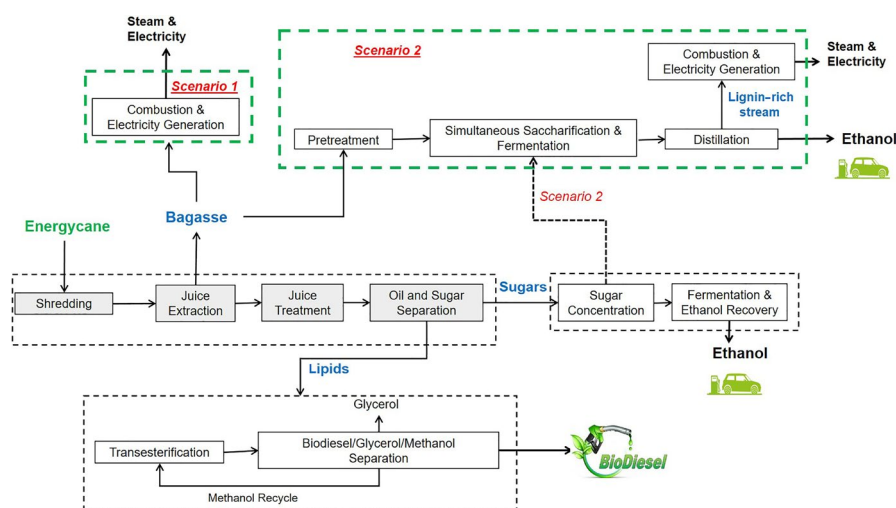 Steam &
Electricity
Scenario 1
Combustion &
Electricity Generation
Scenario 2
Combustion &
Electricity Generation
Steam &
Electricity
Lignin–rich
stream
Pretreatment
Simultaneous Saccharification &
Fermentation
Distillation
Ethanol
Scenario 2
Energycane
Bagasse
Shredding
Juice
Extraction
Juice
Treatment
Oil and Sugar
Separation
Sugars
Sugar
Concentration
Fermentation &
Ethanol Recovery
Ethanol
Lipids
Glycerol
Transesterification
Biodiesel/Glycerol/Methanol
Separation
Methanol Recycle
BioDiesel